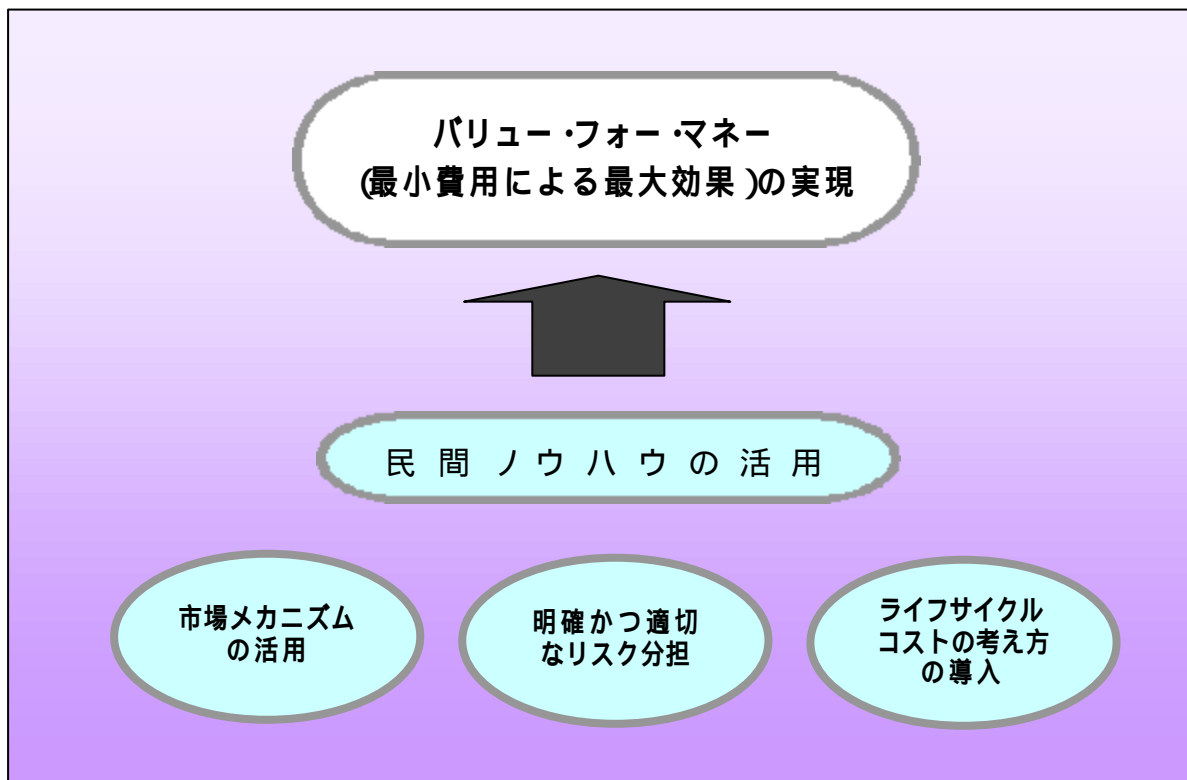 バリュー・フォー・マネー
(最小費用による最大効果)の実現
民間ノウハウの活用
市場メカニズム
の活用
明確かつ適切
なリスク分担
ライフサイクル
コストの考え方
の導入